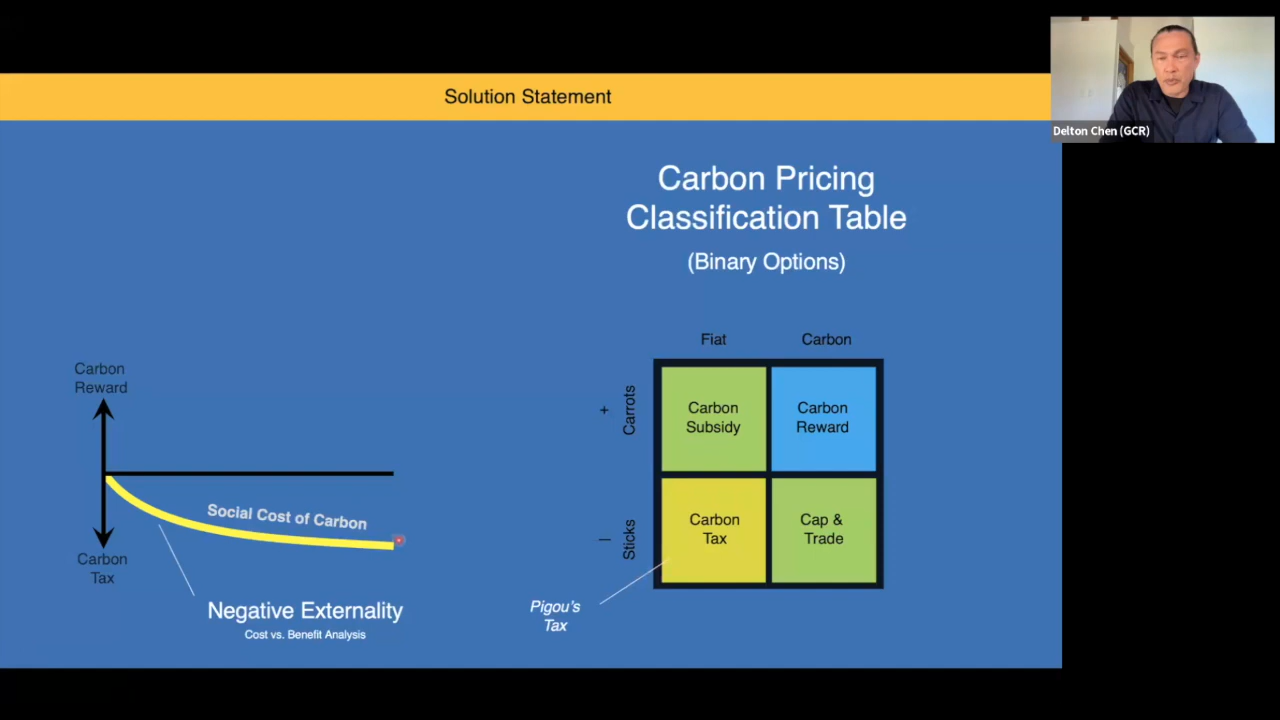 Solution Statement
Delton Chen (GCR)
Carbon Pricing
Classification Table
(Binary Options)
Fiat
Carbon
Carbon
Reward
+
Carrots
Carbon
Subsidy
Carbon
Reward
Social Cost of Carbon
—
Sticks
Carbon
Tax
Cap &
Trade
Carbon
Tax
Negative Externality
Cost vs. Benefit Analysis
Pigou's
Tax